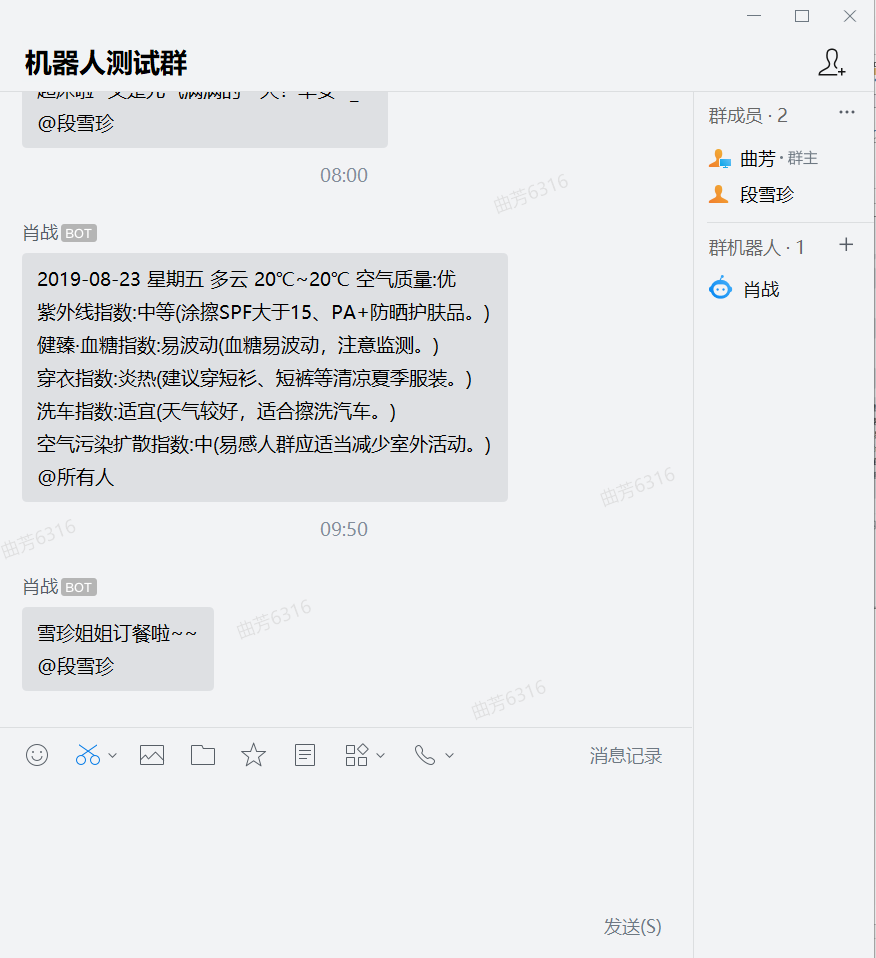 机器人测试群
@段雪珍
08:00
曲芳6316
肖战 BOT
2019-08-23 星期五 多云 20℃~20℃ 空气质量:优
紫外线指数:中等(涂擦SPF大于15、PA+防晒护肤品。)
健臻·血糖指数:易波动(血糖易波动，注意监测。)
穿衣指数:炎热(建议穿短衫、短裤等清凉夏季服装。)
洗车指数:适宜(天气较好，适合擦洗汽车。)
空气污染扩散指数:中(易感人群应适当减少室外活动。)
@所有人
曲芳6316
09:50
曲芳6316
肖战 BOT
雪珍姐姐订餐啦~~
@段雪珍
曲芳6316
曲芳6316
消息记录
发送(S)
群成员 · 2
曲芳 · 群主
段雪珍
群机器人 · 1
肖战